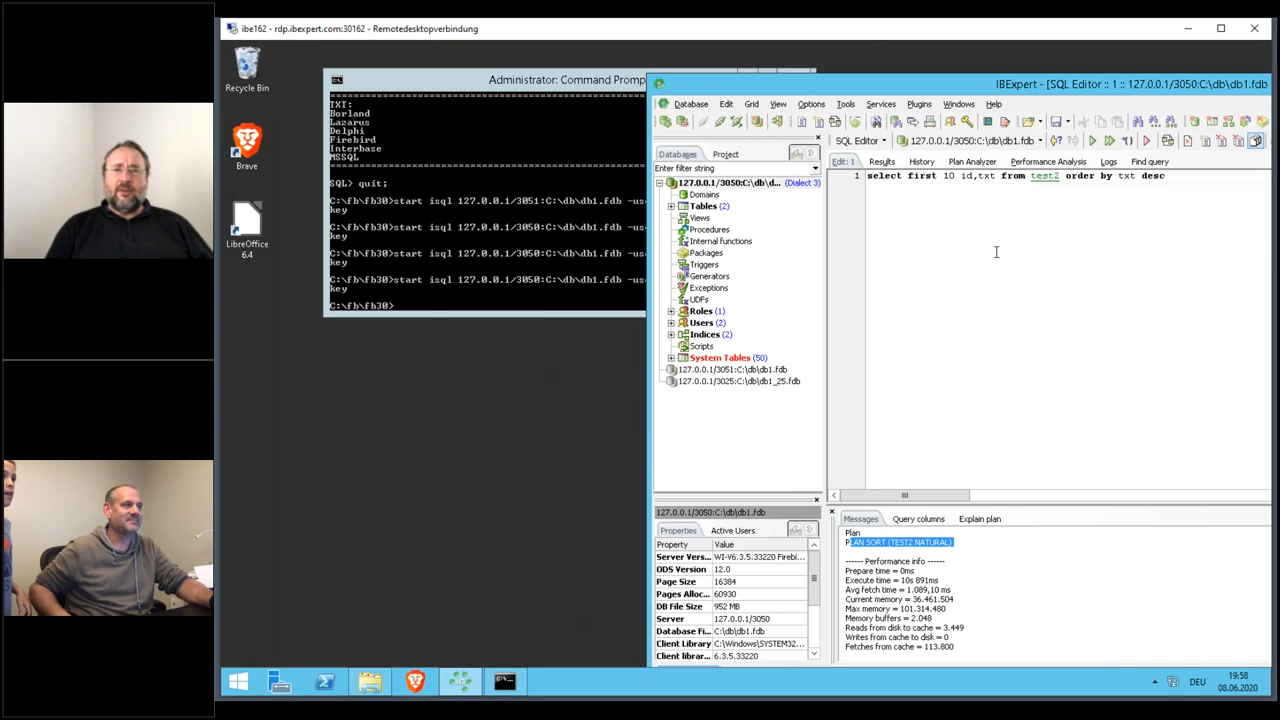 ibe162 - rdp.ibexpert.com:30162 - Remotedesktopverbindung
Recycle Bin
Brave
LibreOffice
6.4
Administrator: Command Promp
TXT:
Borland
Lazarus
Delphi
Firebird
Interbase
MSSQL
SQL> quit;
C:\fb\fb30>start isql 127.0.0.1/3051:C:\db\db1.fdb -use
key
C:\fb\fb30>start isql 127.0.0.1/3050:C:\db\db1.fdb -use
key
C:\fb\fb30>start isql 127.0.0.1/3050:C:\db\db1.fdb -use
key
C:\fb\fb30>start isql 127.0.0.1/3050:C:\db\db1.fdb -use
key
C:\fb\fb30>
IBExpert - [SQL Editor :: 1 :: 127.0.0.1/3050:C:\db\db1.fdb
Database Edit Grid View Options Tools Services Plugins Windows Help
SQL Editor 127.0.0.1/3050:C:\db\db1.fdb
Databases Project
Enter filter string
127.0.0.1/3050:C:\db\d... (Dialect 3)
Domains
Tables (2)
Views
Procedures
Internal functions
Packages
Triggers
Generators
Exceptions
UDFs
Roles (1)
Users (2)
Indices (2)
Scripts
System Tables (50)
127.0.0.1/3051:C:\db\db1.fdb
127.0.0.1/3025:C:\db\db1_25.fdb
Edit: 1 Results History Plan Analyzer Performance Analysis Logs Find query
1 select first 10 id,txt from test2 order by txt desc
127.0.0.1/3050:C:\db\db1.fdb
Properties Active Users
Property Value
Server Vers... WI-V6.3.5.33220 Firebi...
ODS Version 12.0
Page Size 16384
Pages Alloc... 60930
DB File Size 952 MB
Server 127.0.0.1/3050
Database Fi... C:\db\db1.fdb
Client Library C:\Windows\SYSTEM32...
Client librar... 6.3.5.33220
Messages Query columns Explain plan
Plan
PLAN SORT (TEST2 NATURAL)
------ Performance info ------
Prepare time = 0ms
Execute time = 10s 891ms
Avg fetch time = 1.089,10 ms
Current memory = 36.461.504
Max memory = 101.314.480
Memory buffers = 2.048
Reads from disk to cache = 3.449
Writes from cache to disk = 0
Fetches from cache = 113.800
DEU
19:58
08.06.2020